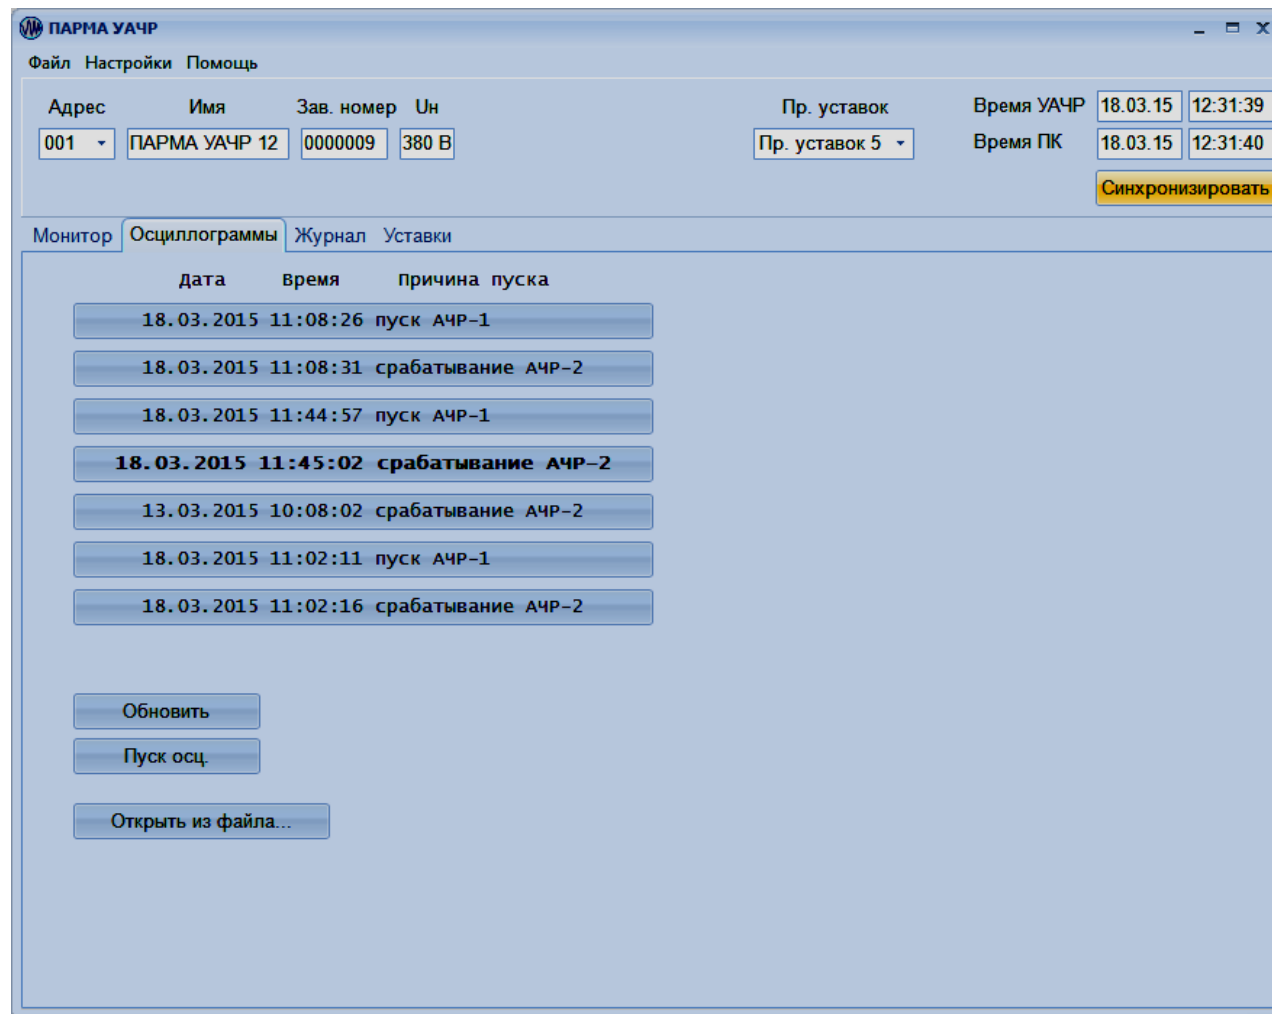 ПАРМА УАЧР
Файл Настройки Помощь
Адрес Имя Зав. номер Uн Пр. уставок Время УАЧР 18.03.15 12:31:39
001 ПАРМА УАЧР 12 0000009 380 В Пр. уставок 5 Время ПК 18.03.15 12:31:40
Синхронизировать
Монитор Осциллограммы Журнал Уставки
Дата Время Причина пуска
18.03.2015 11:08:26 пуск АЧР-1
18.03.2015 11:08:31 срабатывание АЧР-2
18.03.2015 11:44:57 пуск АЧР-1
18.03.2015 11:45:02 срабатывание АЧР-2
13.03.2015 10:08:02 срабатывание АЧР-2
18.03.2015 11:02:11 пуск АЧР-1
18.03.2015 11:02:16 срабатывание АЧР-2
Обновить
Пуск осц.
Открыть из файла...